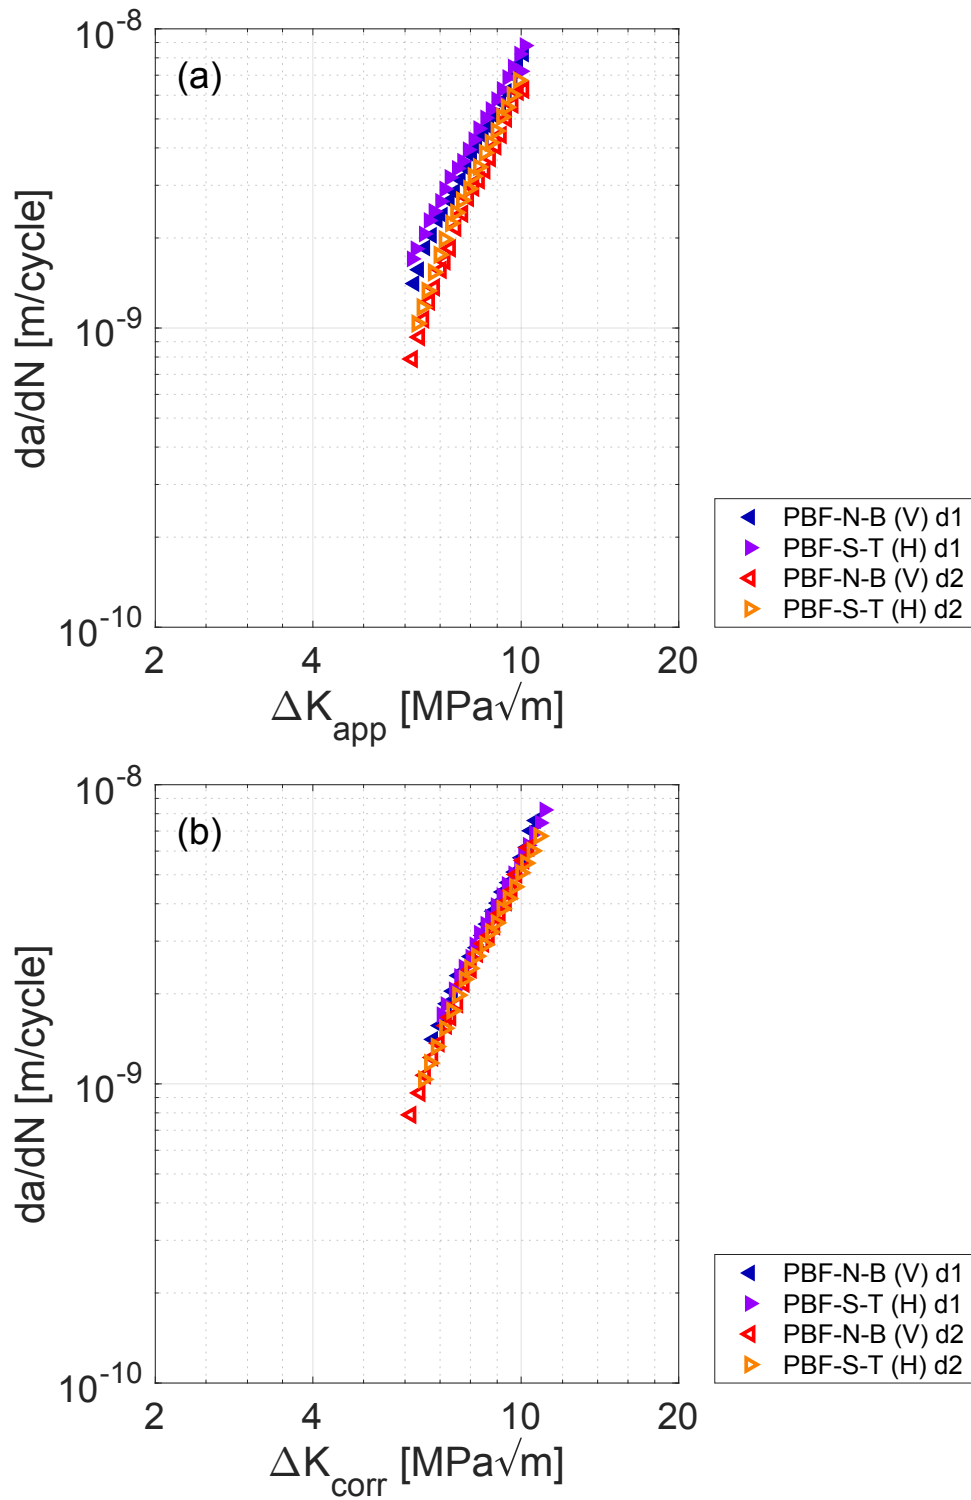 (a)
da/dN [m/cycle]
10^-8
10^-9
10^-10
2 4 10 20
ΔK_app [MPa√m]
PBF-N-B (V) d1
PBF-S-T (H) d1
PBF-N-B (V) d2
PBF-S-T (H) d2
(b)
da/dN [m/cycle]
10^-8
10^-9
10^-10
2 4 10 20
ΔK_corr [MPa√m]
PBF-N-B (V) d1
PBF-S-T (H) d1
PBF-N-B (V) d2
PBF-S-T (H) d2